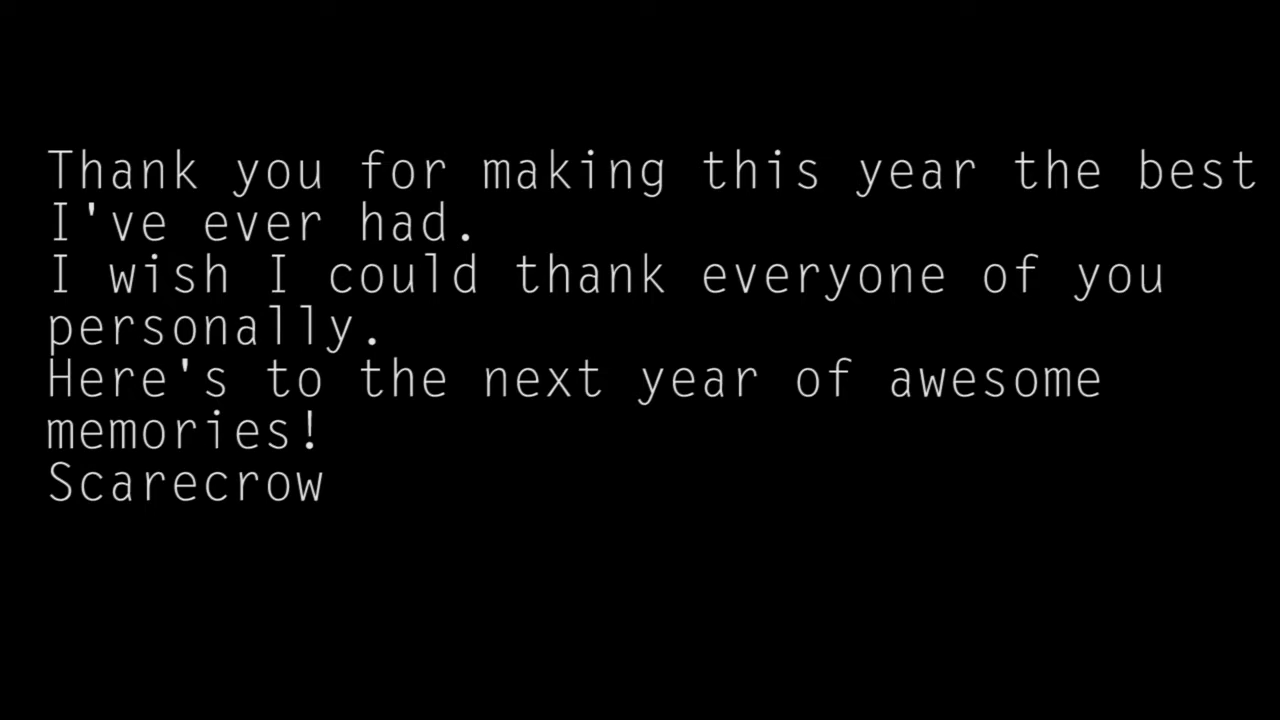 Thank you for making this year the best
I've ever had.
I wish I could thank everyone of you
personally.
Here's to the next year of awesome
memories!
Scarecrow